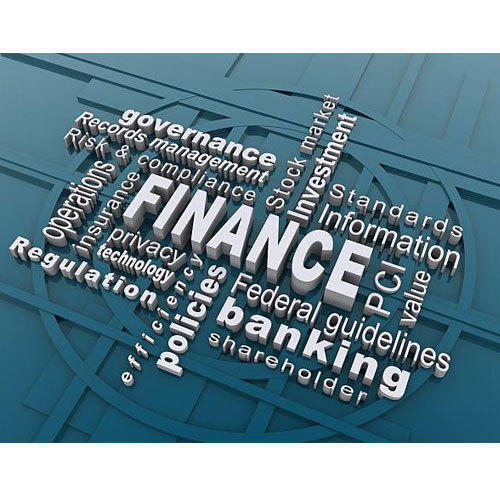 governance
Records management
Risk & compliance
Stock market
Investment
operations
insurance
FINANCE
Standards
Information
privacy
technology
Regulation
efficiency
policies
PCI
value
Federal guidelines
banking
shareholder